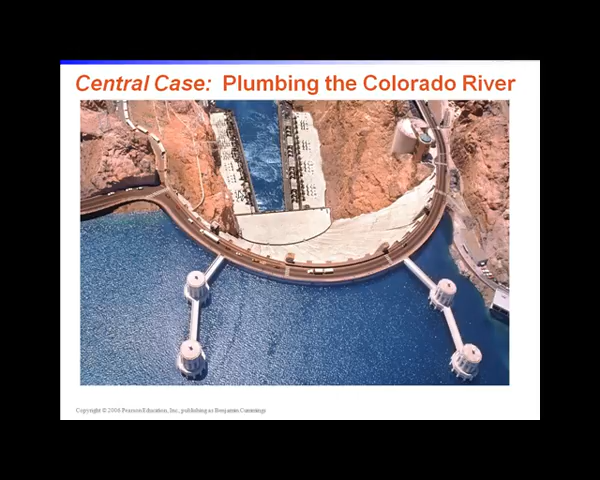 Central Case: Plumbing the Colorado River
Copyright © 2006 Pearson Education, Inc., publishing as Benjamin Cummings